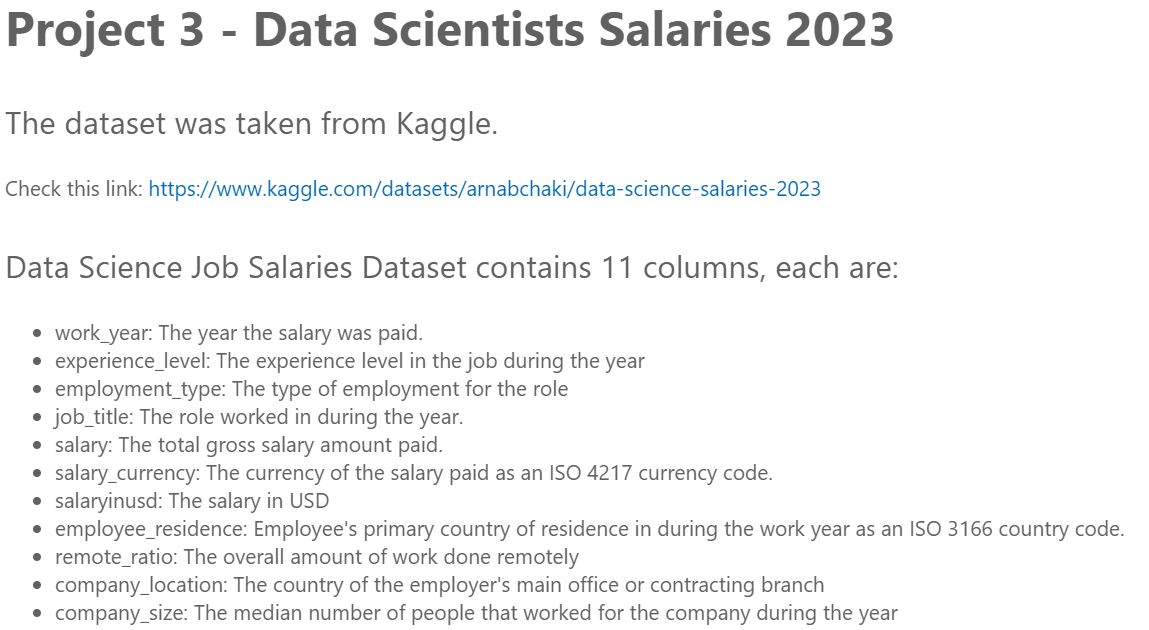 Project 3 - Data Scientists Salaries 2023
The dataset was taken from Kaggle.
Check this link: https://www.kaggle.com/datasets/arnabchaki/data-science-salaries-2023
Data Science Job Salaries Dataset contains 11 columns, each are:
• work_year: The year the salary was paid.
• experience_level: The experience level in the job during the year
• employment_type: The type of employment for the role
• job_title: The role worked in during the year.
• salary: The total gross salary amount paid.
• salary_currency: The currency of the salary paid as an ISO 4217 currency code.
• salaryinusd: The salary in USD
• employee_residence: Employee's primary country of residence in during the work year as an ISO 3166 country code.
• remote_ratio: The overall amount of work done remotely
• company_location: The country of the employer's main office or contracting branch
• company_size: The median number of people that worked for the company during the year